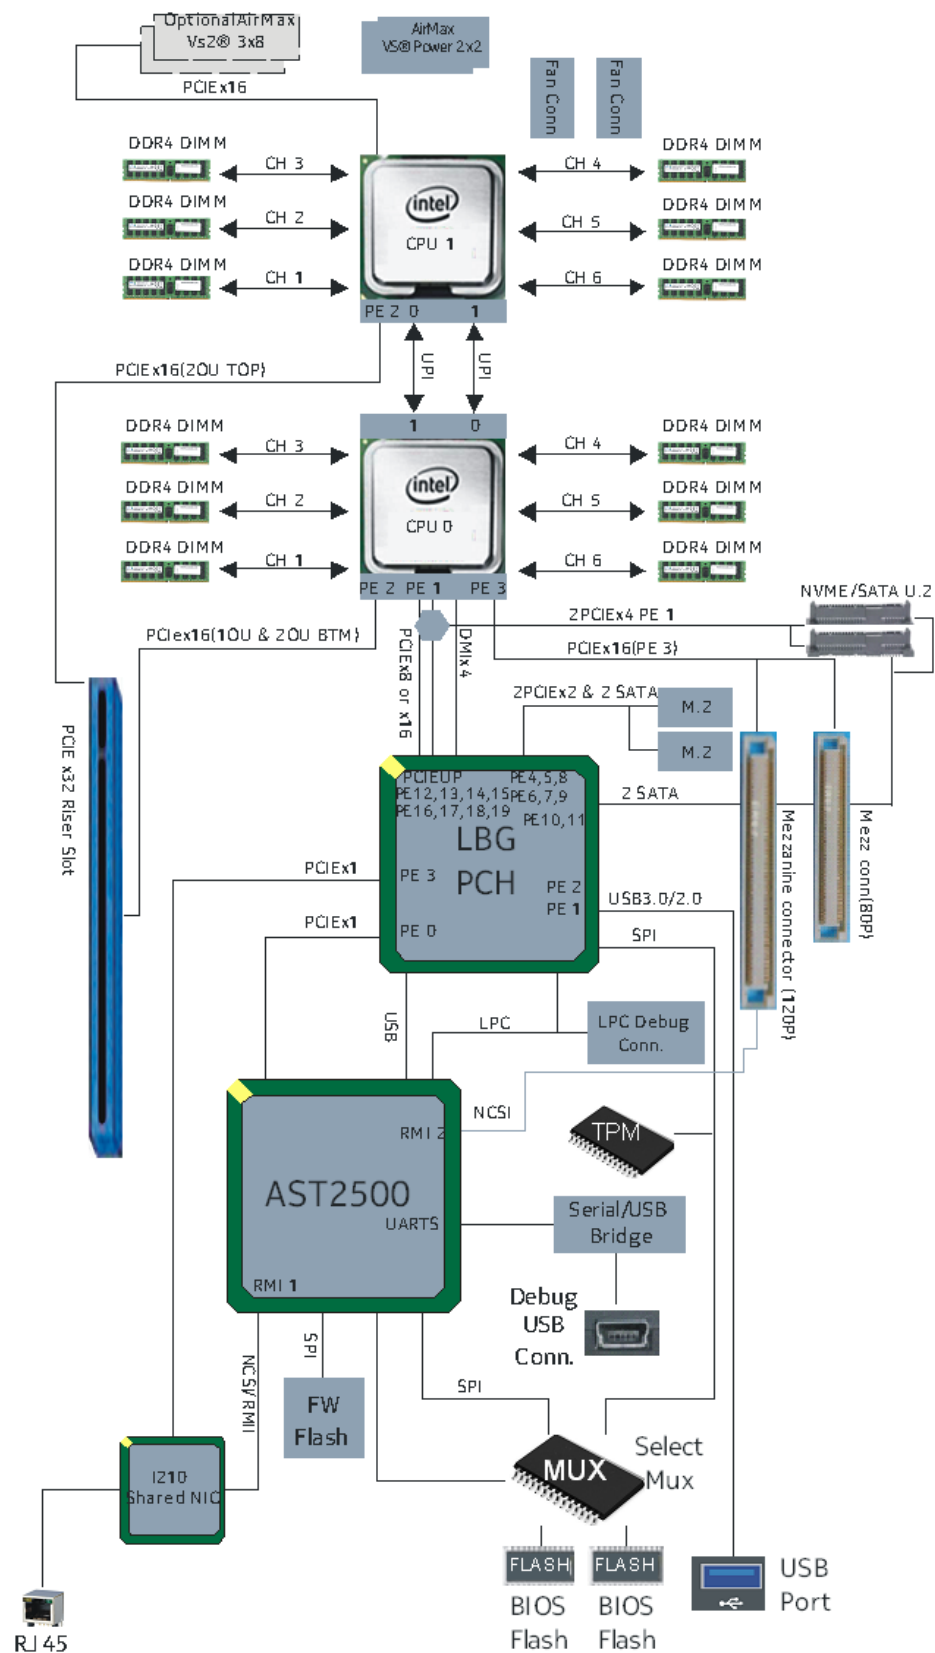 OptionalAirMax
VS2® 3x8
AirMax
VS® Power 2x2
PCIEx16
Fan Conn
Fan Conn
DDR4 DIMM
CH 3
CH 4
DDR4 DIMM
DDR4 DIMM
CH 2
CH 5
DDR4 DIMM
DDR4 DIMM
CH 1
CH 6
DDR4 DIMM
intel
CPU 1
PE 2 0 1
PCIEx16(2OU TOP)
UPI
UPI
1 0
DDR4 DIMM
CH 3
CH 4
DDR4 DIMM
DDR4 DIMM
CH 2
CH 5
DDR4 DIMM
DDR4 DIMM
CH 1
CH 6
DDR4 DIMM
intel
CPU 0
PE 2 PE 1 PE 3
NVME/SATA U.2
2PCIEx4 PE 1
PCIex16(1OU & 2OU BTM)
PCIEx16(PE 3)
PCIEx8 or x16
DMIx4
2PCIEx2 & 2 SATA
M.2
M.2
PCIE x32 Riser Slot
PCIEUP
PE12,13,14,15
PE16,17,18,19
PE4,5,8
PE6,7,9
PE10,11
LBG
PCH
2 SATA
PE 3
PE 2
PE 1
PE 0
PCIEx1
PCIEx1
USB3.0/2.0
SPI
Mezzanine connector (120P)
Mezz conn(80P)
USB
LPC
LPC Debug
Conn.
NCSI
RMI 2
TPM
AST2500
UARTS
RMI 1
Serial/USB
Bridge
Debug
USB
Conn.
NCSI/RMII
SPI
FW
Flash
SPI
MUX
Select
Mux
I210
Shared NIC
FLASH
FLASH
BIOS
Flash
BIOS
Flash
USB
Port
RJ45